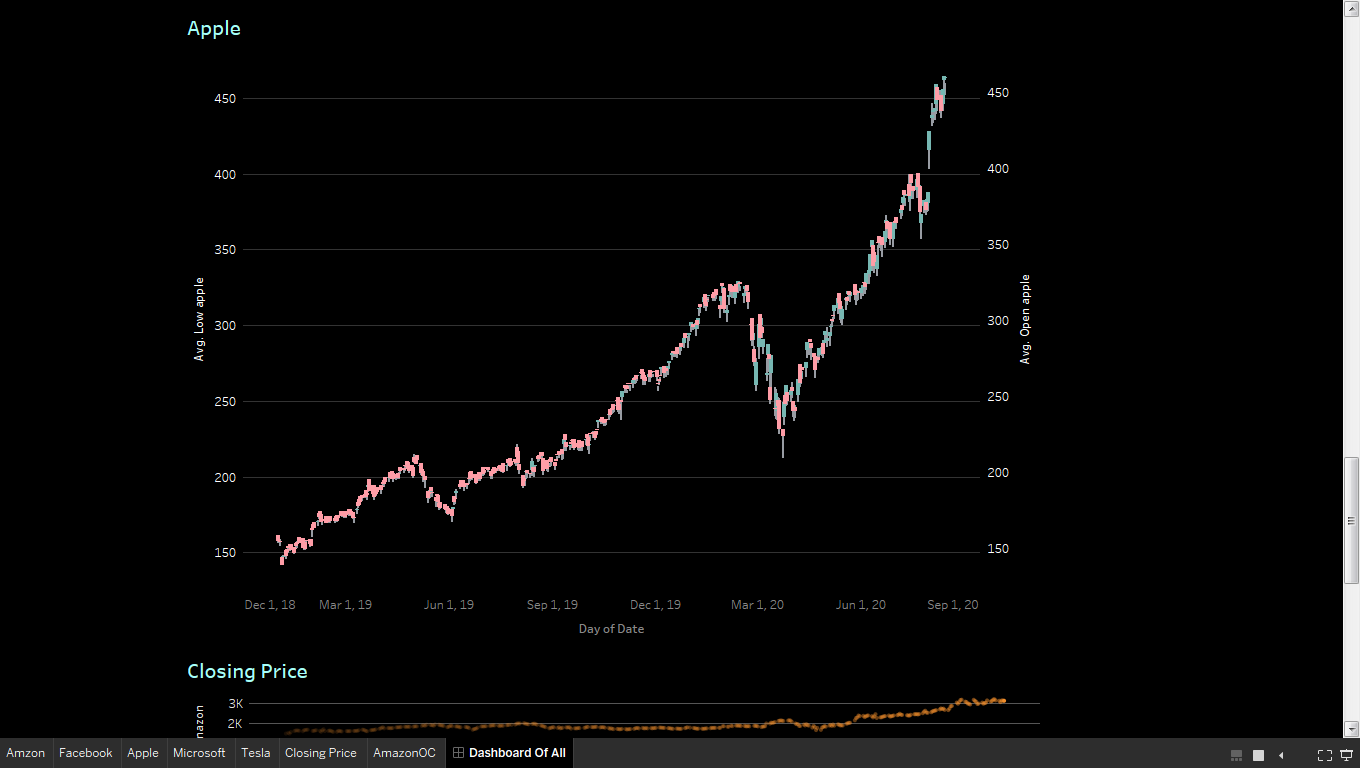 Apple
450
400
350
300
250
200
150
Avg. Low apple
450
400
350
300
250
200
150
Avg. Open apple
Dec 1, 18 Mar 1, 19 Jun 1, 19 Sep 1, 19 Dec 1, 19 Mar 1, 20 Jun 1, 20 Sep 1, 20
Day of Date
Closing Price
3K
2K
nazon
Amzon Facebook Apple Microsoft Tesla Closing Price AmazonOC Dashboard Of All